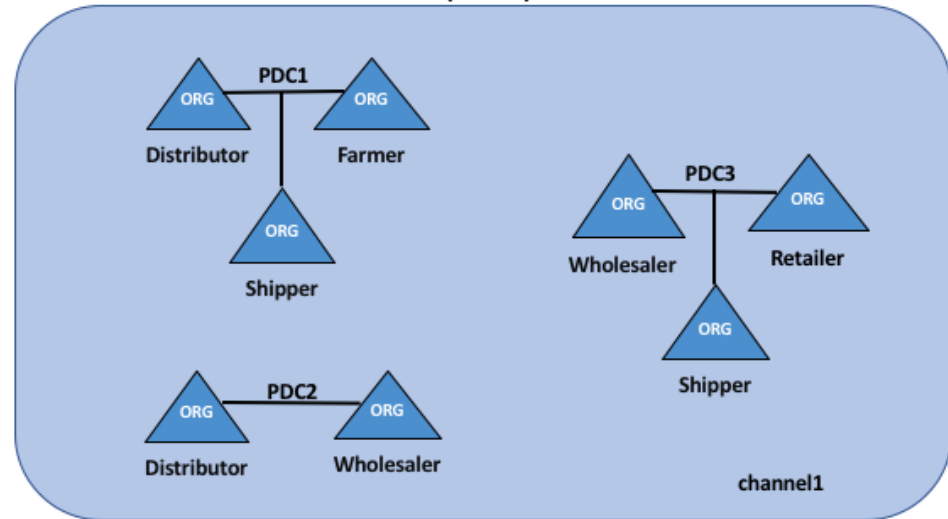 PDC1
ORG
ORG
Distributor
Farmer
ORG
Shipper
PDC3
ORG
ORG
Wholesaler
Retailer
ORG
Shipper
PDC2
ORG
ORG
Distributor
Wholesaler
channel1